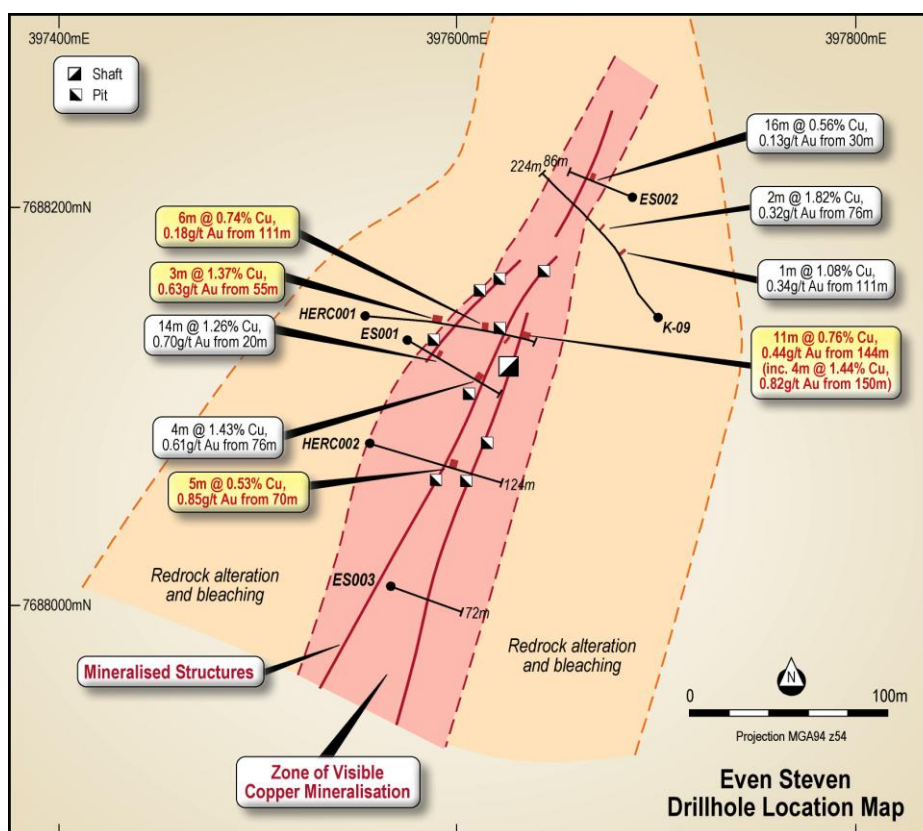 397400mE
397600mE
397800mE
Shaft
Pit
16m @ 0.56% Cu,
0.13g/t Au from 30m
224m
86m
ES002
7688200mN
6m @ 0.74% Cu,
0.18g/t Au from 111m
2m @ 1.82% Cu,
0.32g/t Au from 76m
3m @ 1.37% Cu,
0.63g/t Au from 55m
1m @ 1.08% Cu,
0.34g/t Au from 111m
HERC001
K-09
14m @ 1.26% Cu,
0.70g/t Au from 20m
ES001
11m @ 0.76% Cu,
0.44g/t Au from 144m
(inc. 4m @ 1.44% Cu,
0.82g/t Au from 150m)
4m @ 1.43% Cu,
0.61g/t Au from 76m
HERC002
5m @ 0.53% Cu,
0.85g/t Au from 70m
124m
Redrock alteration
and bleaching
ES003
7688000mN
72m
Redrock alteration
and bleaching
Mineralised Structures
N
0
100m
Projection MGA94 z54
Zone of Visible
Copper Mineralisation
Even Steven
Drillhole Location Map